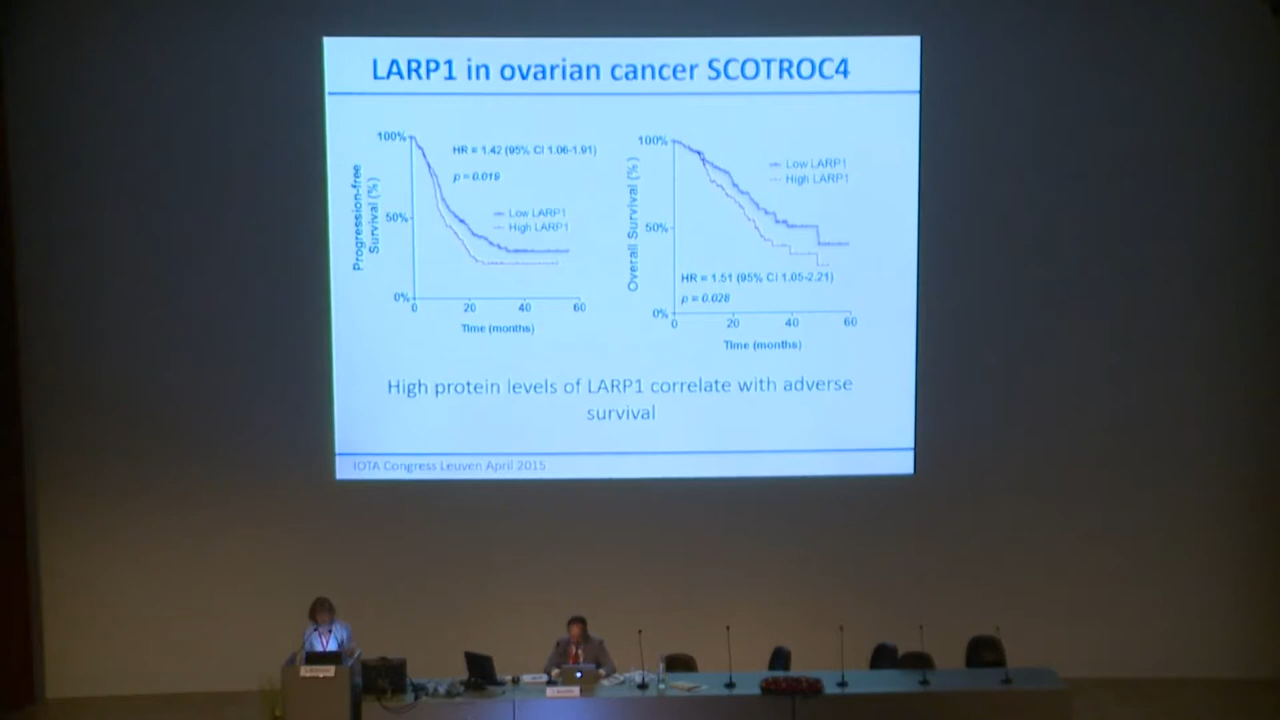 LARP1 in ovarian cancer SCOTROC4
100%
50%
0%
Progression-free
Survival (%)
HR = 1.42 (95% CI 1.06-1.91)
p = 0.019
Low LARP1
High LARP1
0 20 40 60
Time (months)
100%
50%
0%
Overall Survival (%)
Low LARP1
High LARP1
HR = 1.51 (95% CI 1.05-2.21)
p = 0.028
0 20 40 60
Time (months)
High protein levels of LARP1 correlate with adverse
survival
IOTA Congress Leuven April 2015